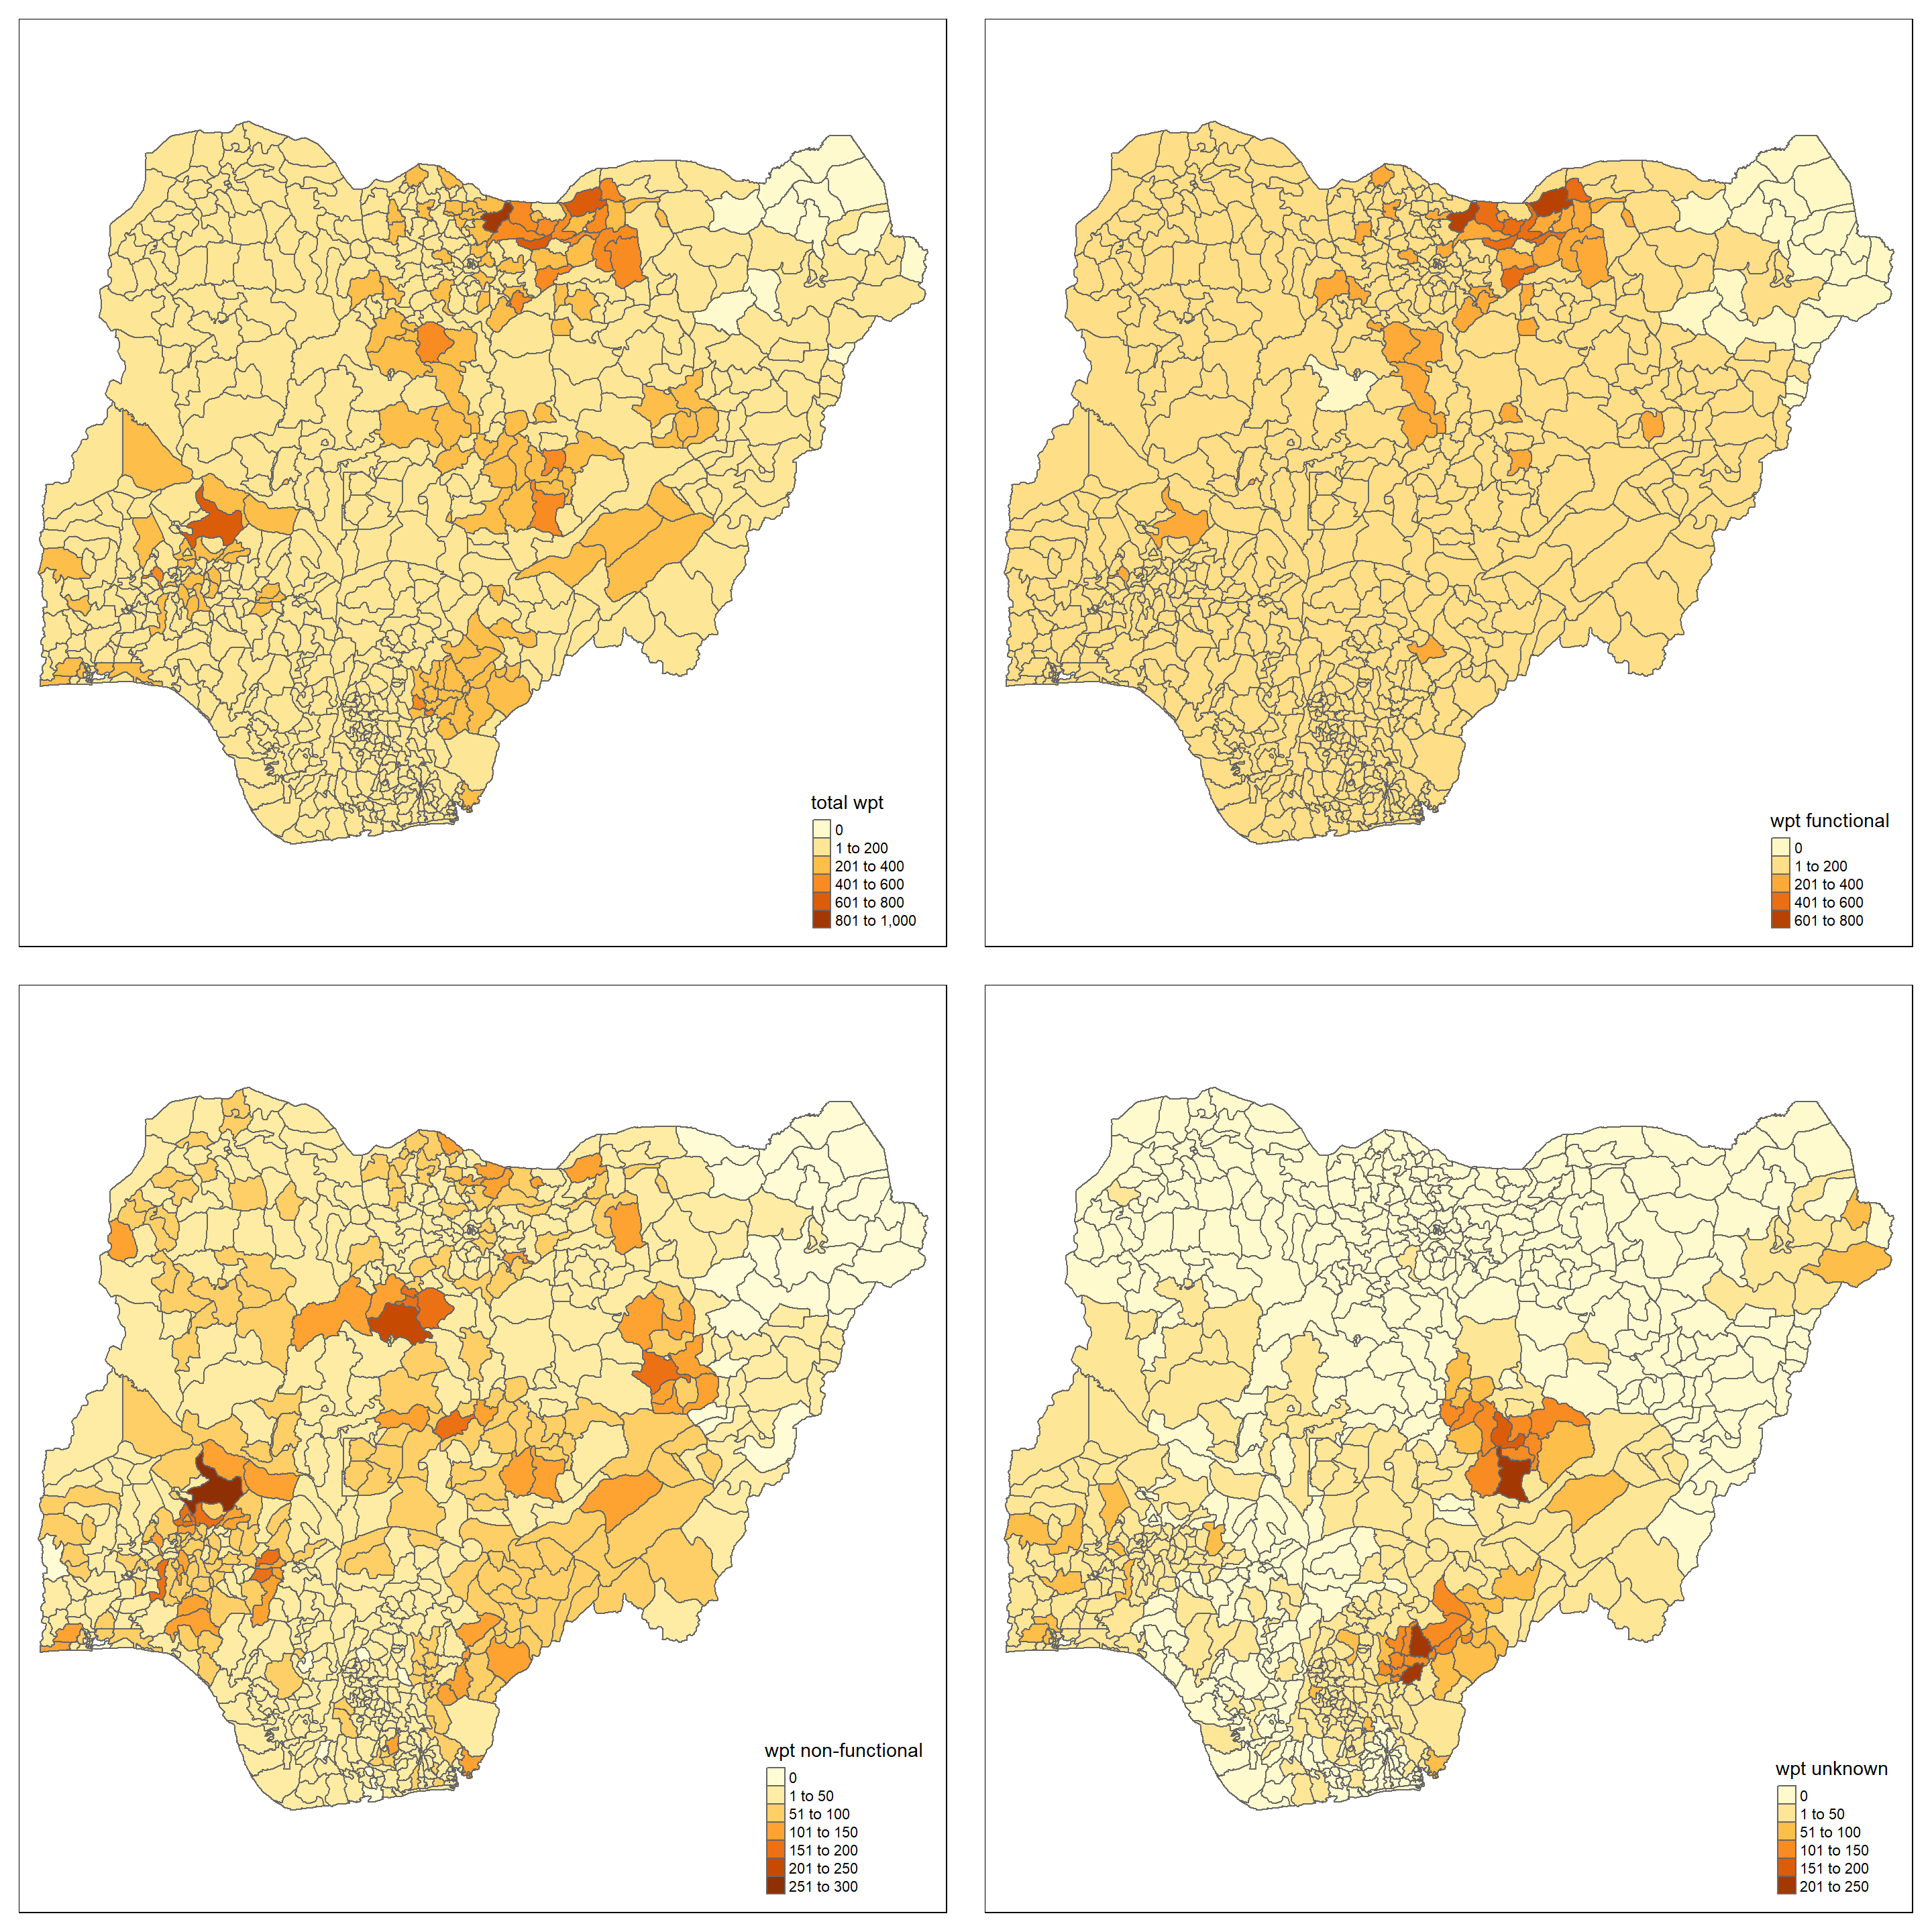 total wpt
0
1 to 200
201 to 400
401 to 600
601 to 800
801 to 1,000
wpt functional
0
1 to 200
201 to 400
401 to 600
601 to 800
wpt non-functional
0
1 to 50
51 to 100
101 to 150
151 to 200
201 to 250
251 to 300
wpt unknown
0
1 to 50
51 to 100
101 to 150
151 to 200
201 to 250